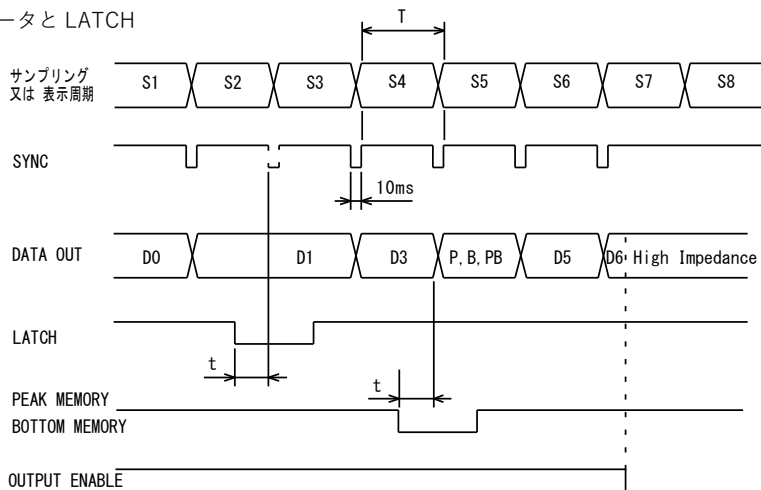 ータと LATCH
T
サンプリング
又は 表示周期
S1 S2 S3 S4 S5 S6 S7 S8
SYNC
10ms
DATA OUT
D0 D1 D3 P,B,PB D5 D6 High Impedance
LATCH
t
t
PEAK MEMORY
BOTTOM MEMORY
OUTPUT ENABLE